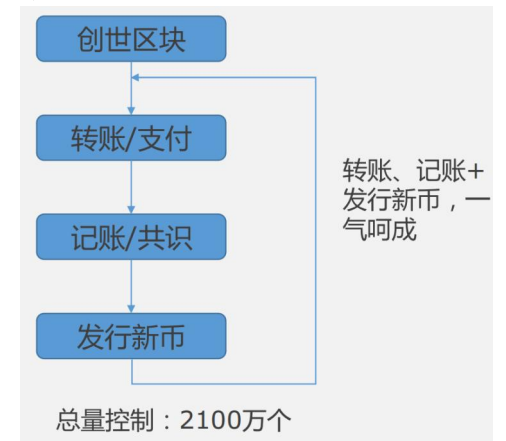 创世区块
转账/支付
转账、记账+
发行新币，一
气呵成
记账/共识
发行新币
总量控制：2100万个